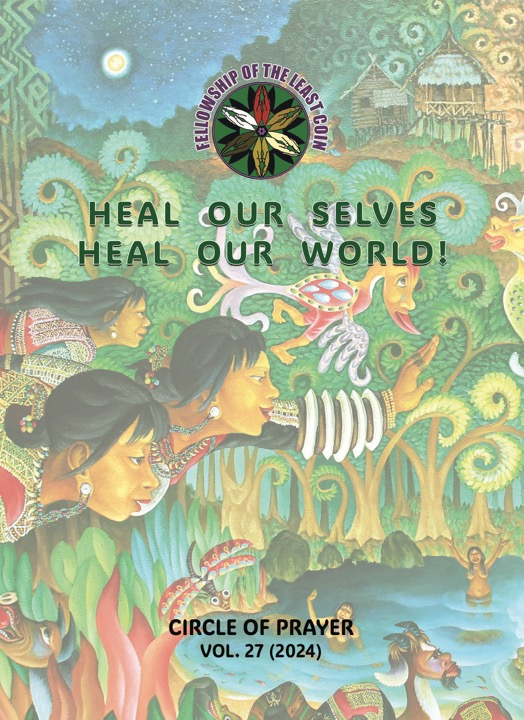 FELLOWSHIP OF THE LEAST COIN
HEAL OUR SELVES
HEAL OUR WORLD!
CIRCLE OF PRAYER
VOL. 27 (2024)